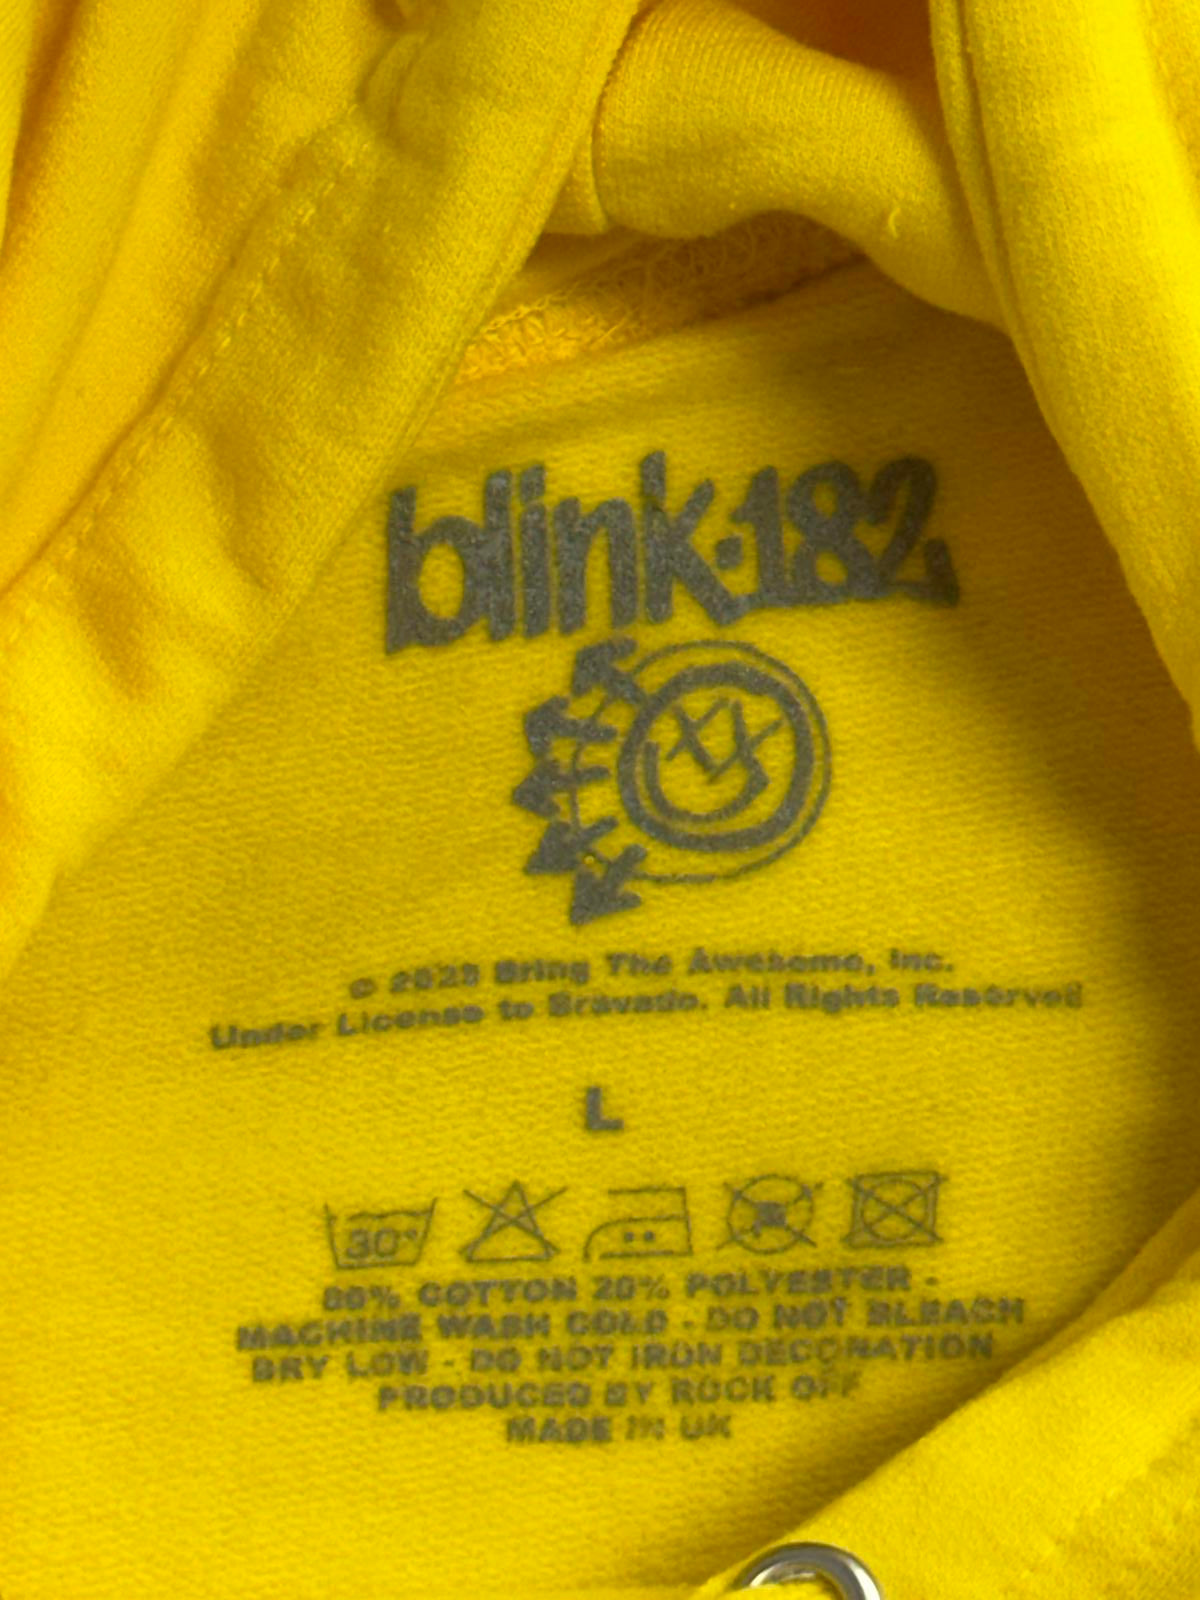 blink-182
© 2023 Bring The Awesome, Inc.
Under License to Bravado. All Rights Reserved
L
30°
80% COTTON 20% POLYESTER -
MACHINE WASH COLD - DO NOT BLEACH
DRY LOW - DO NOT IRON DECORATION
PRODUCED BY ROCK OFF
MADE IN UK